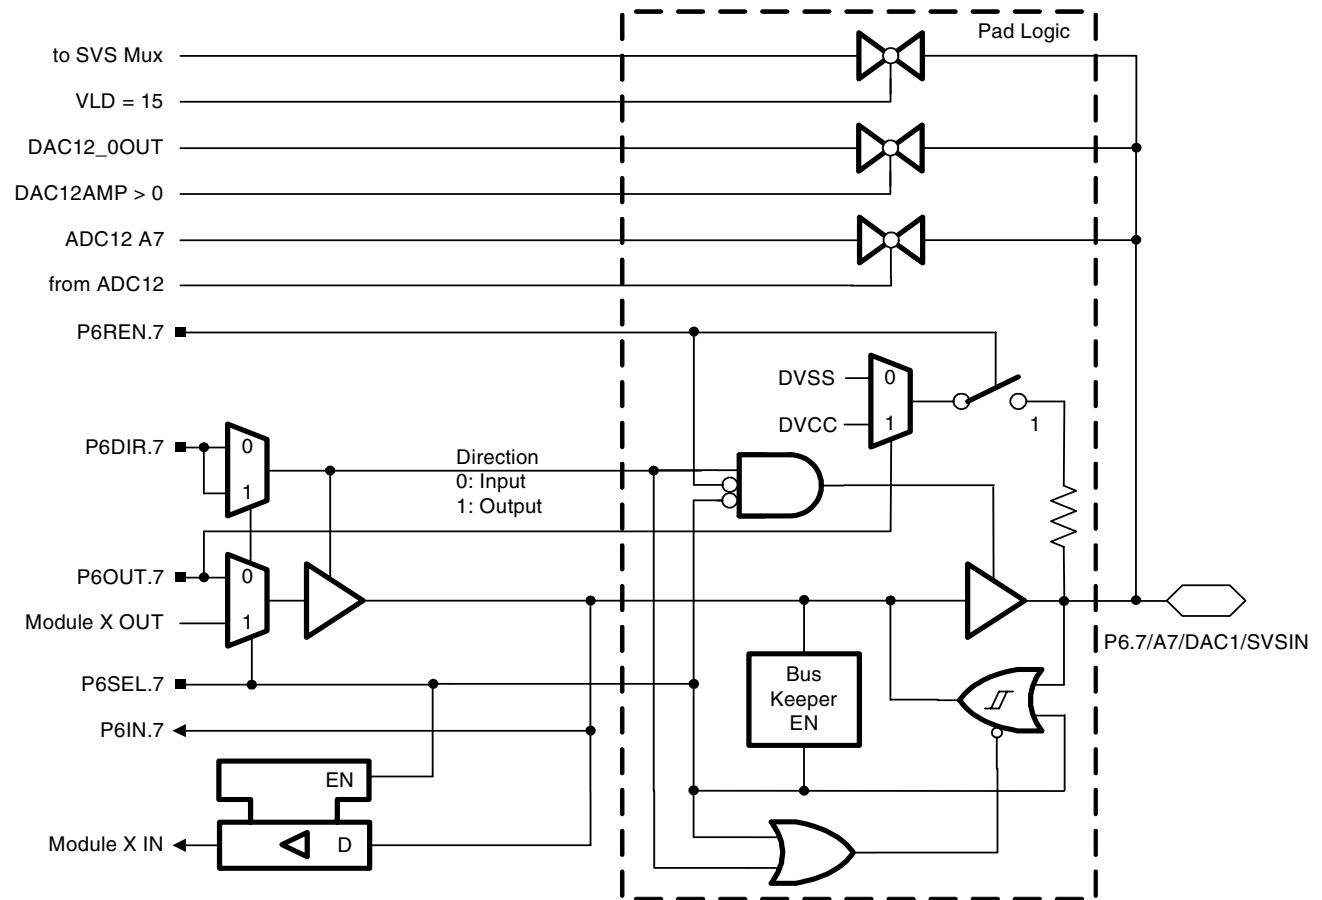 Pad Logic
to SVS Mux
VLD = 15
DAC12_0OUT
DAC12AMP > 0
ADC12 A7
from ADC12
P6REN.7
DVSS
0
DVCC
1
1
P6DIR.7
0
1
Direction
0: Input
1: Output
P6OUT.7
0
Module X OUT
1
P6.7/A7/DAC1/SVSIN
P6SEL.7
Bus
Keeper
EN
P6IN.7
EN
Module X IN
D